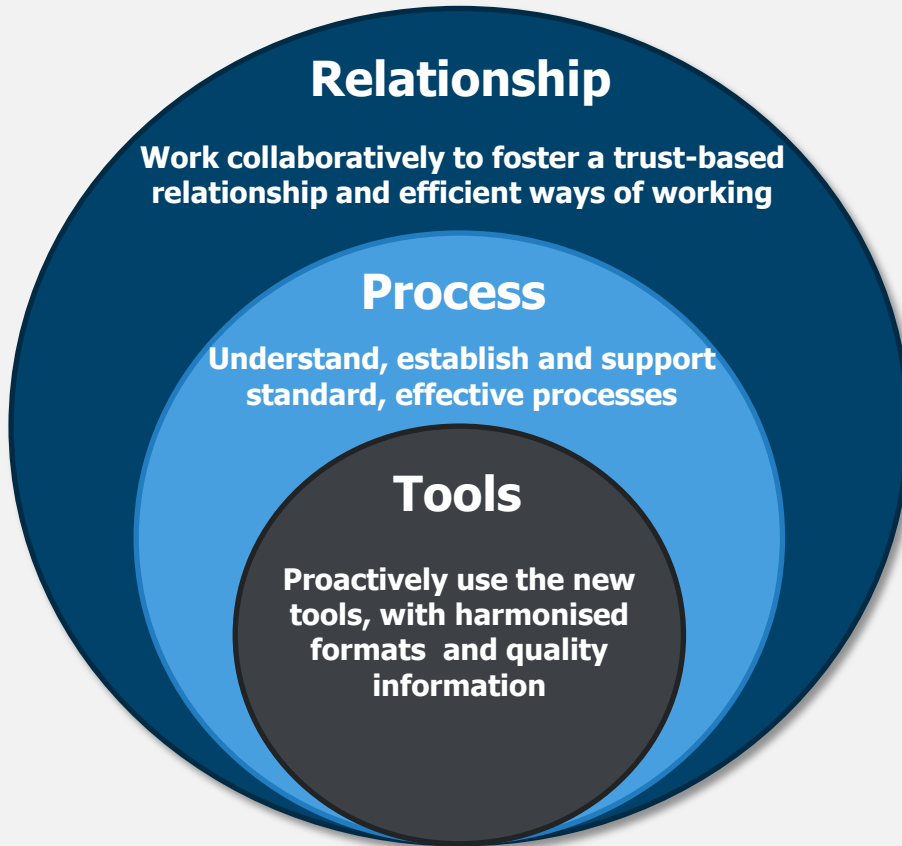 Relationship
Work collaboratively to foster a trust-based
relationship and efficient ways of working
Process
Understand, establish and support
standard, effective processes
Tools
Proactively use the new
tools, with harmonised
formats  and quality
information